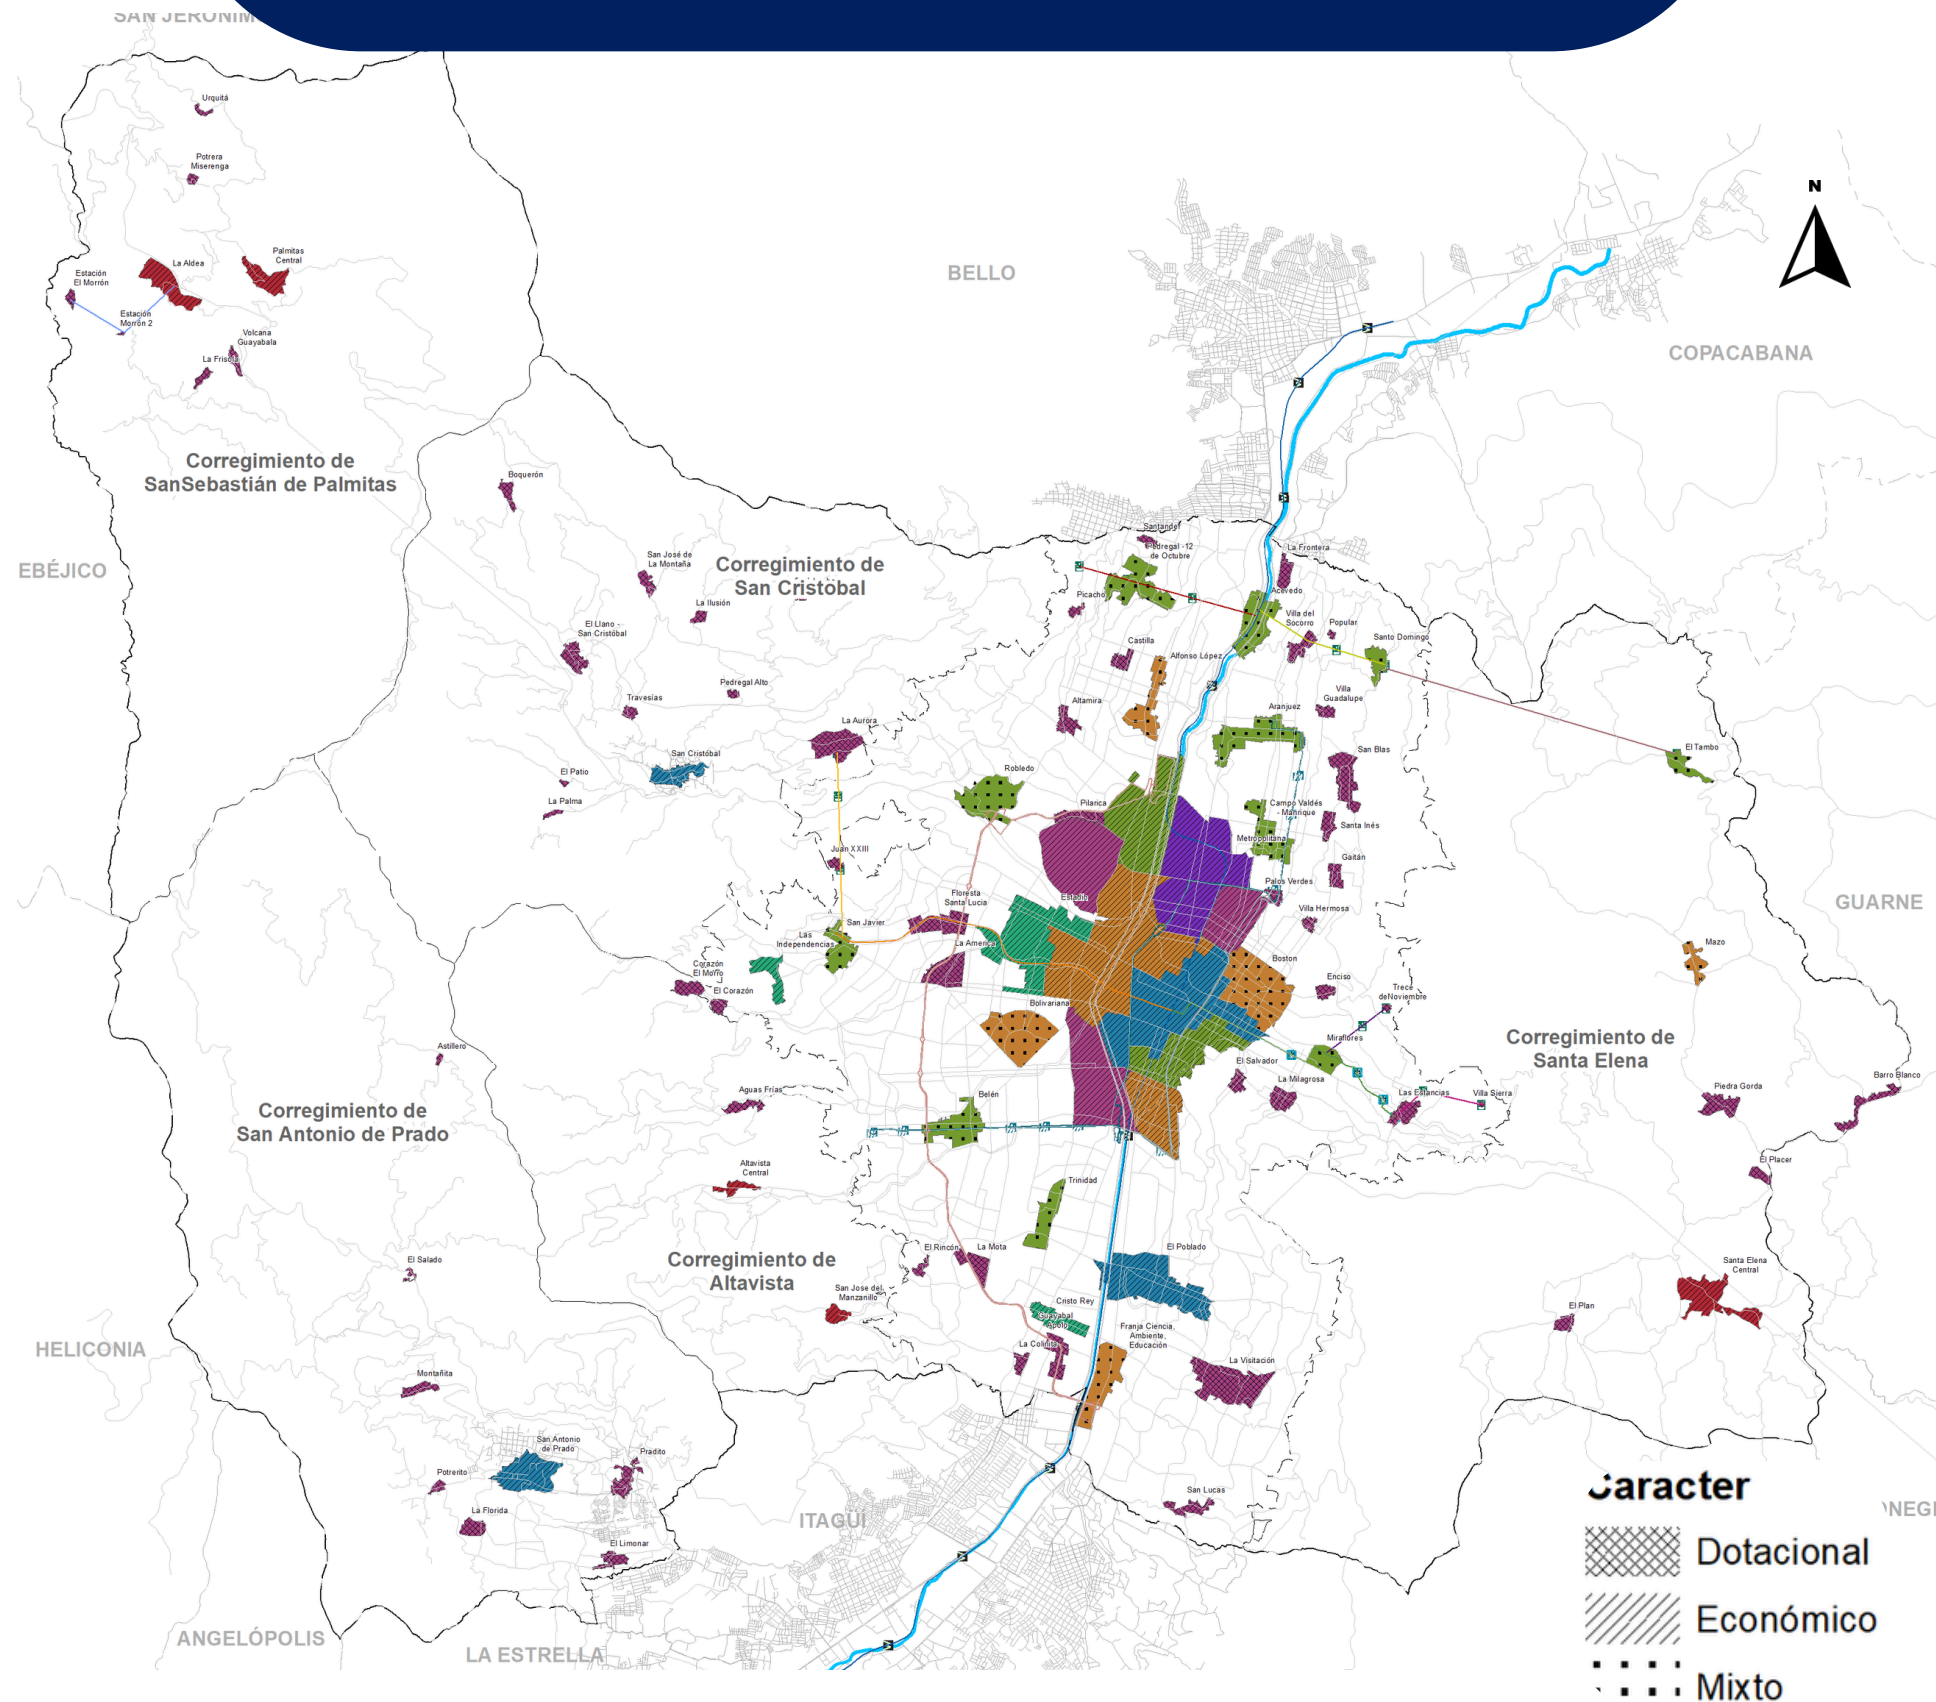 Urquitá
Potrera
Miserenga
Palmitas
Central
La Aldea
Estación
El Morrón
Estación
Morrón 2
Volcana
Guayabala
La Frisola
Corregimiento de
SanSebastián de Palmitas
BELLO
N
COPACABANA
EBÉJICO
Boquerón
San José de
La Montaña
Corregimiento de
San Cristóbal
La Ilusión
El Llano -
San Cristóbal
Pedregal Alto
Travesías
La Aurora
San Cristóbal
El Patio
La Palma
Santander
Pedregal -12
de Octubre
La Frontera
Picacho
Acevedo
Villa del
Socorro
Popular
Santo Domingo
Castilla
Alfonso López
Altamira
Villa
Guadalupe
Aranjuez
San Blas
El Tambo
Robledo
Pilarica
Campo Valdés
- Manrique
Santa Inés
Metropolitana
Gaitán
Juan XXIII
Palos Verdes
Floresta
Santa Lucia
Estadio
Villa Hermosa
GUARNE
San Javier
Las
Independencias
La America
Mazo
Corazón
El Morro
El Corazón
Boston
Enciso
Trece
deNoviembre
Bolivariana
Miraflores
Corregimiento de
Santa Elena
Astillero
El Salvador
La Milagrosa
Las Estancias
Villa Sierra
Piedra Gorda
Barro Blanco
Aguas Frías
Belén
Corregimiento de
San Antonio de Prado
Altavista
Central
El Placer
Trinidad
El Salado
Corregimiento de
Altavista
El Rincón
La Mota
El Poblado
San Jose del
Manzanillo
Cristo Rey
Guayabal
Apolo
Franja Ciencia,
Ambiente,
Educación
La Colinita
La Visitación
Santa Elena
Central
El Plan
HELICONIA
Montañita
San Antonio
de Prado
Pradito
Potrerito
La Florida
El Limonar
San Lucas
ITAGUÍ
ANGELÓPOLIS
LA ESTRELLA
Caracter
Dotacional
Económico
Mixto